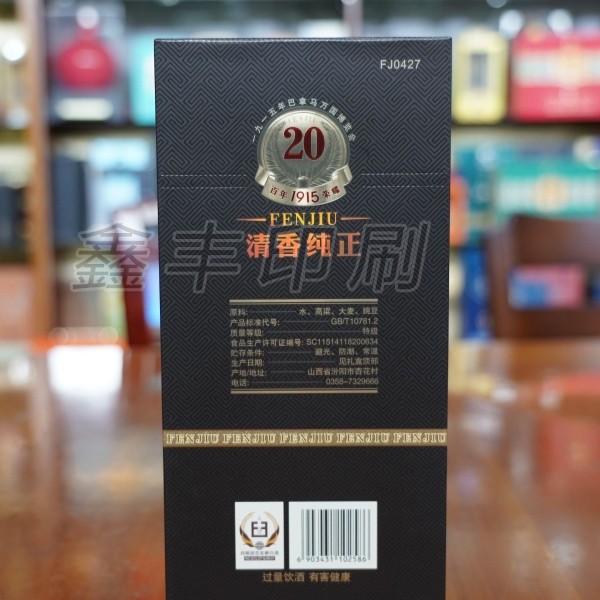 FJ0427
一九一五年巴拿马万国博览会
FENJIU
20
百年 1915 荣耀
FENJIU
清香纯正
鑫丰印刷
原料: 水、高粱、大麦、豌豆
产品标准代号: GB/T10781.2
质量等级: 特级
食品生产许可证编号: SC11514118200634
贮存条件: 避光、防潮、常温
生产日期: 见礼盒顶部
产地/地址: 山西省汾阳市杏花村
电话: 0358-7329666
FENJIU FENJIU FENJIU FENJIU FENJIU
6 903431 102586
过量饮酒 有害健康